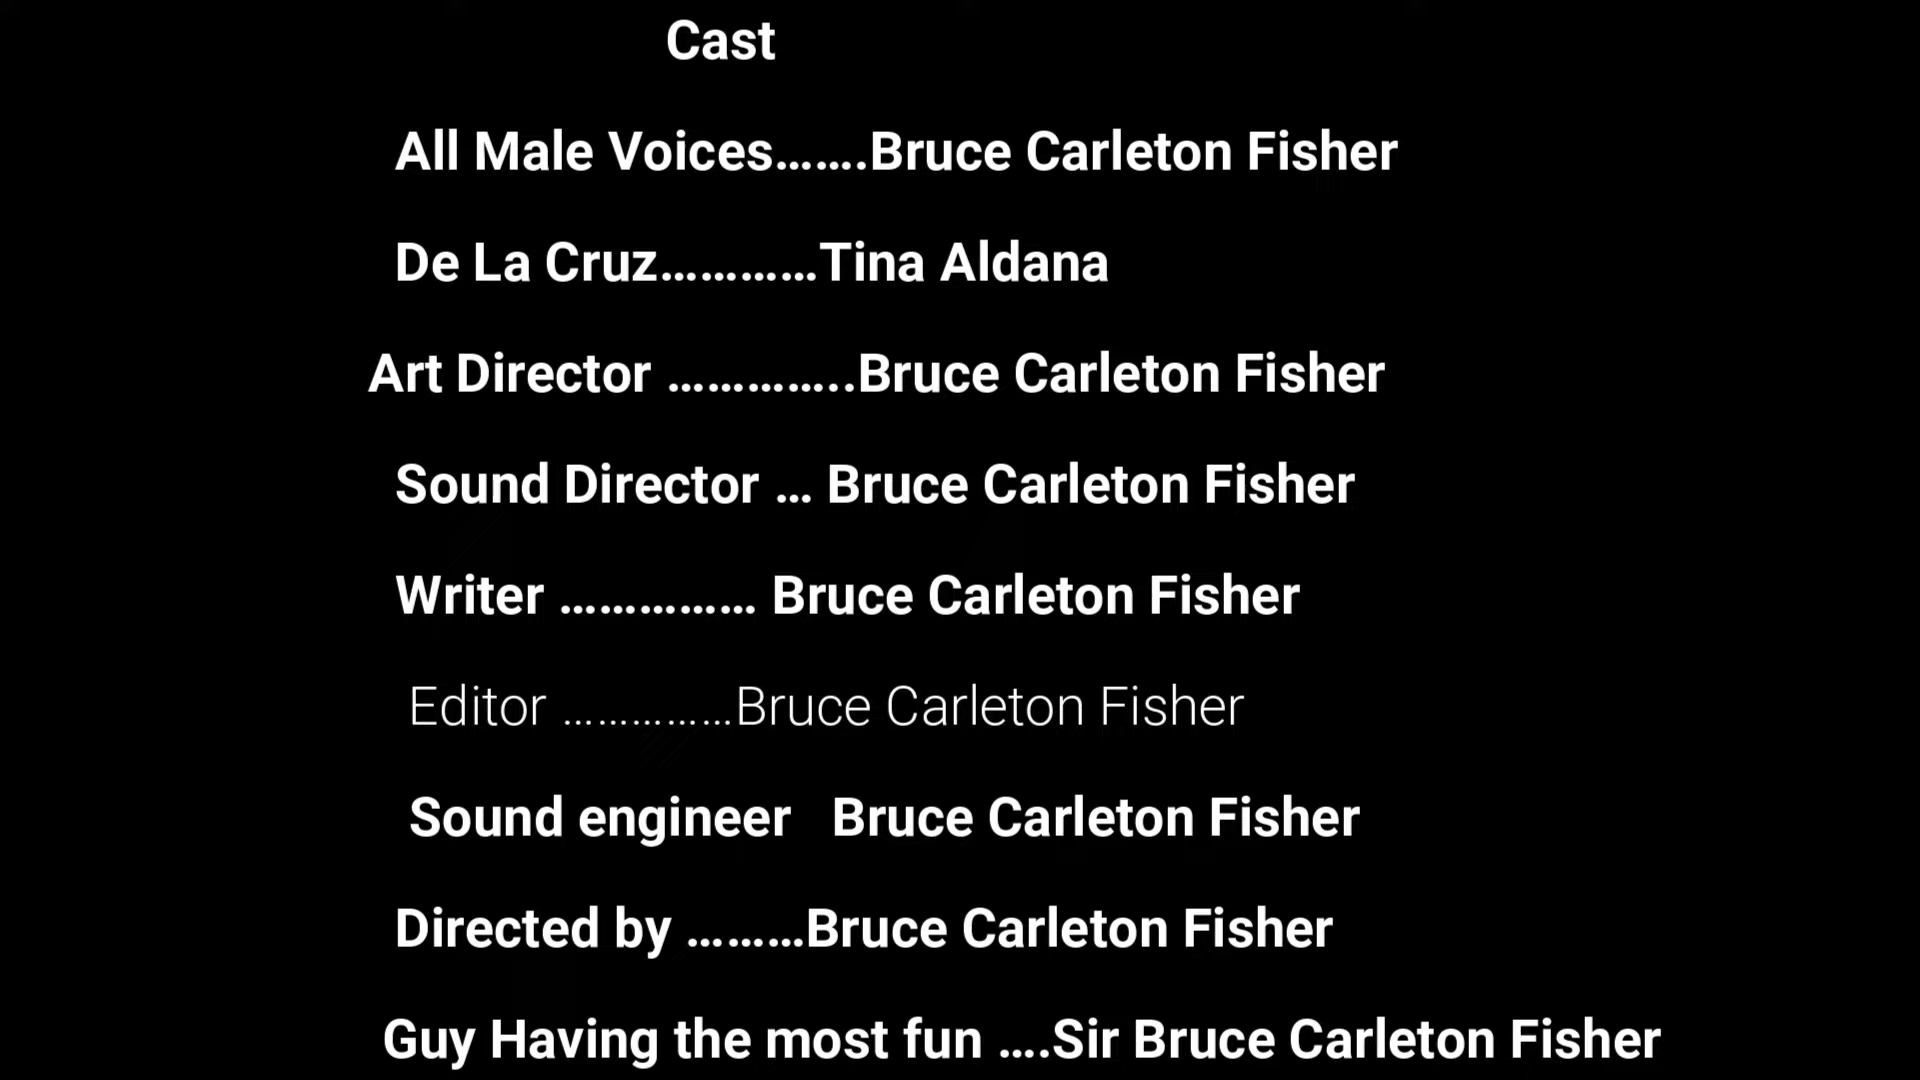 Cast
All Male Voices…….Bruce Carleton Fisher
De La Cruz…………Tina Aldana
Art Director …………..Bruce Carleton Fisher
Sound Director … Bruce Carleton Fisher
Writer …………… Bruce Carleton Fisher
Editor ……………Bruce Carleton Fisher
Sound engineer   Bruce Carleton Fisher
Directed by ………Bruce Carleton Fisher
Guy Having the most fun ….Sir Bruce Carleton Fisher